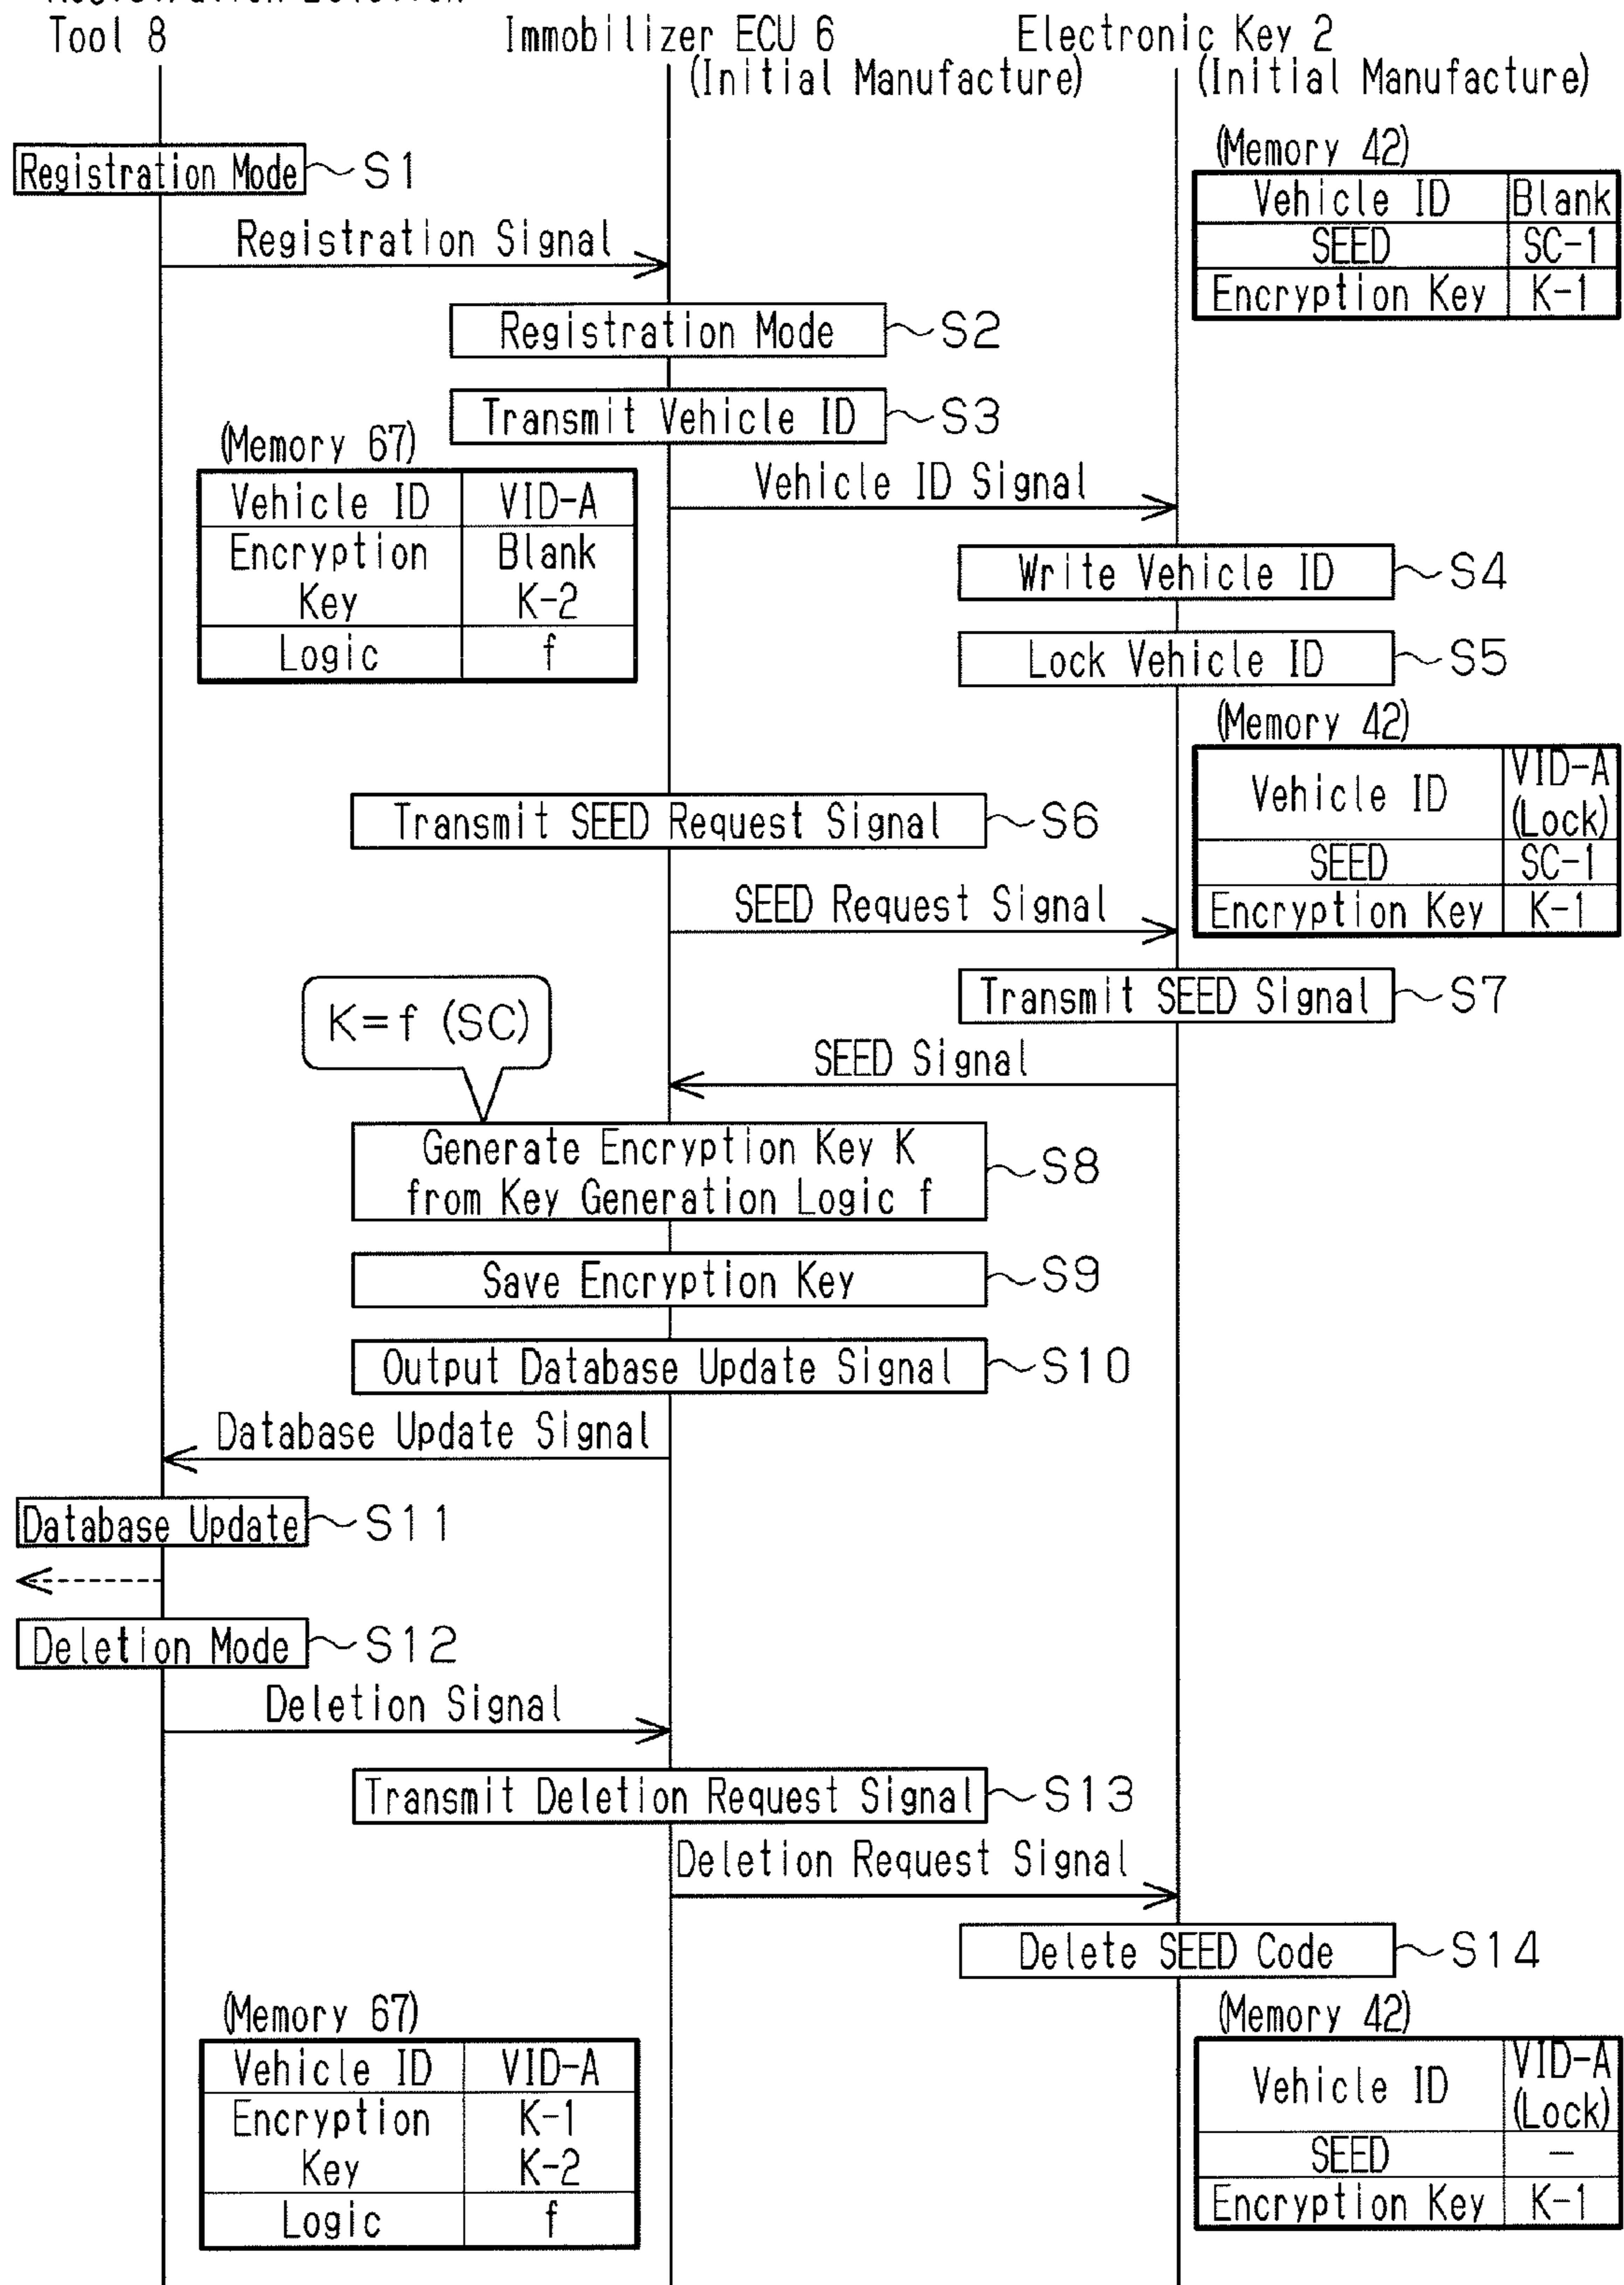 Tool 8
Immobilizer ECU 6
(Initial Manufacture)
Electronic Key 2
(Initial Manufacture)
Registration Mode S1
(Memory 42)
Vehicle ID Blank
SEED SC-1
Encryption Key K-1
Registration Signal
Registration Mode S2
Transmit Vehicle ID S3
(Memory 67)
Vehicle ID VID-A
Encryption Blank
Key K-2
Logic f
Vehicle ID Signal
Write Vehicle ID S4
Lock Vehicle ID S5
(Memory 42)
Vehicle ID VID-A
(Lock)
SEED SC-1
Encryption Key K-1
Transmit SEED Request Signal S6
SEED Request Signal
Transmit SEED Signal S7
K=f (SC)
SEED Signal
Generate Encryption Key K
from Key Generation Logic f S8
Save Encryption Key S9
Output Database Update Signal S10
Database Update Signal
Database Update S11
Deletion Mode S12
Deletion Signal
Transmit Deletion Request Signal S13
Deletion Request Signal
Delete SEED Code S14
(Memory 67)
Vehicle ID VID-A
Encryption K-1
Key K-2
Logic f
(Memory 42)
Vehicle ID VID-A
(Lock)
SEED –
Encryption Key K-1